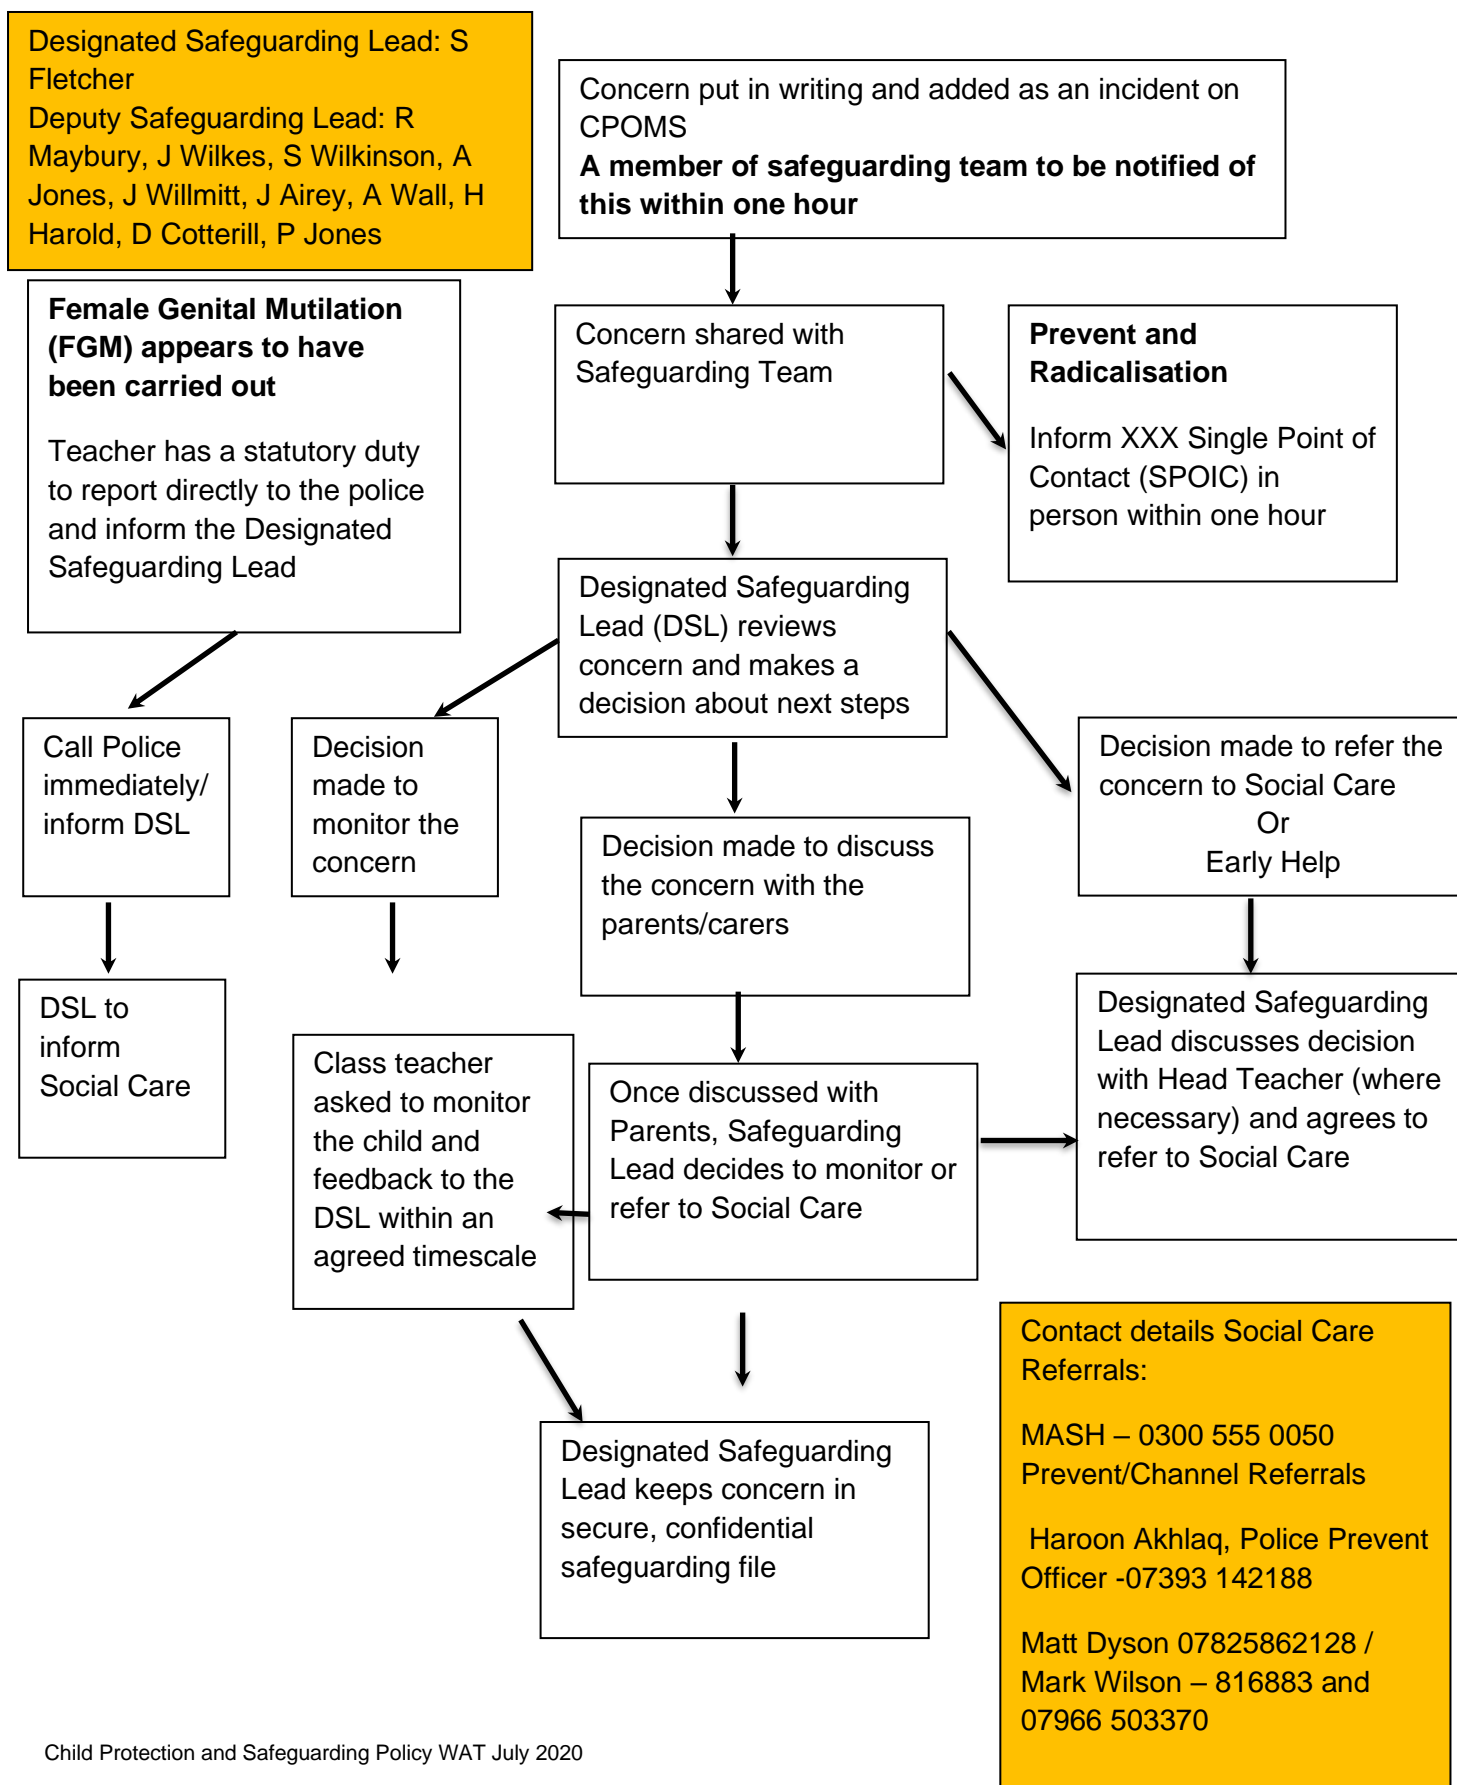 Designated Safeguarding Lead: S
Fletcher
Deputy Safeguarding Lead: R
Maybury, J Wilkes, S Wilkinson, A
Jones, J Willmitt, J Airey, A Wall, H
Harold, D Cotterill, P Jones
Concern put in writing and added as an incident on
CPOMS
A member of safeguarding team to be notified of
this within one hour
Female Genital Mutilation
(FGM) appears to have
been carried out
Teacher has a statutory duty
to report directly to the police
and inform the Designated
Safeguarding Lead
Concern shared with
Safeguarding Team
Prevent and
Radicalisation
Inform XXX Single Point of
Contact (SPOIC) in
person within one hour
Designated Safeguarding
Lead (DSL) reviews
concern and makes a
decision about next steps
Call Police
immediately/
inform DSL
Decision
made to
monitor the
concern
Decision made to discuss
the concern with the
parents/carers
Decision made to refer the
concern to Social Care
Or
Early Help
DSL to
inform
Social Care
Class teacher
asked to monitor
the child and
feedback to the
DSL within an
agreed timescale
Once discussed with
Parents, Safeguarding
Lead decides to monitor or
refer to Social Care
Designated Safeguarding
Lead discusses decision
with Head Teacher (where
necessary) and agrees to
refer to Social Care
Designated Safeguarding
Lead keeps concern in
secure, confidential
safeguarding file
Contact details Social Care
Referrals:
MASH – 0300 555 0050
Prevent/Channel Referrals
Haroon Akhlaq, Police Prevent
Officer -07393 142188
Matt Dyson 07825862128 /
Mark Wilson – 816883 and
07966 503370
Child Protection and Safeguarding Policy WAT July 2020